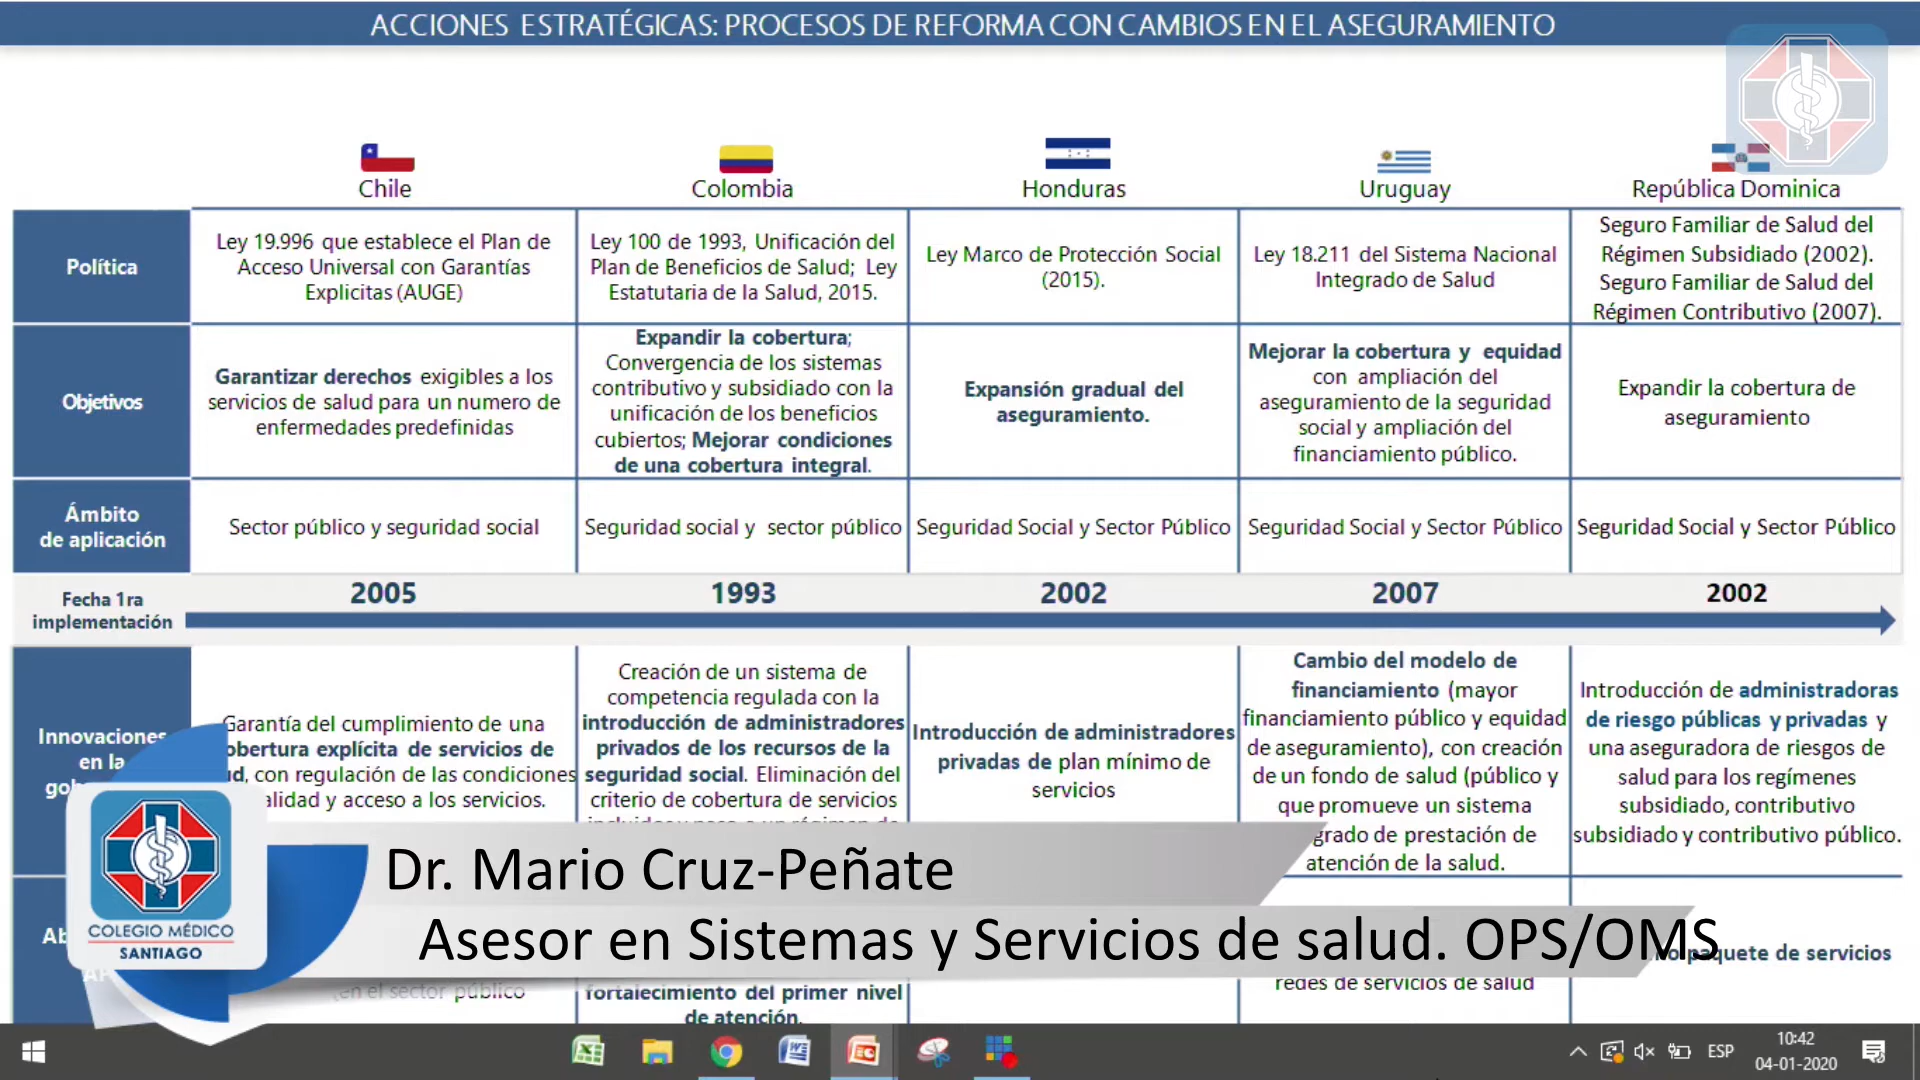 ACCIONES ESTRATÉGICAS: PROCESOS DE REFORMA CON CAMBIOS EN EL ASEGURAMIENTO
Chile
Colombia
Honduras
Uruguay
República Dominica
Política
Ley 19.996 que establece el Plan de
Acceso Universal con Garantías
Explicitas (AUGE)
Ley 100 de 1993, Unificación del
Plan de Beneficios de Salud; Ley
Estatutaria de la Salud, 2015.
Ley Marco de Protección Social
(2015).
Ley 18.211 del Sistema Nacional
Integrado de Salud
Seguro Familiar de Salud del
Régimen Subsidiado (2002).
Seguro Familiar de Salud del
Régimen Contributivo (2007).
Objetivos
Garantizar derechos exigibles a los
servicios de salud para un numero de
enfermedades predefinidas
Expandir la cobertura;
Convergencia de los sistemas
contributivo y subsidiado con la
unificación de los beneficios
cubiertos; Mejorar condiciones
de una cobertura integral.
Expansión gradual del
aseguramiento.
Mejorar la cobertura y equidad
con ampliación del
aseguramiento de la seguridad
social y ampliación del
financiamiento público.
Expandir la cobertura de
aseguramiento
Ámbito
de aplicación
Sector público y seguridad social
Seguridad social y sector público
Seguridad Social y Sector Público
Seguridad Social y Sector Público
Seguridad Social y Sector Público
Fecha 1ra
implementación
2005
1993
2002
2007
2002
Innovaciones
en la
Garantía del cumplimiento de una
obertura explícita de servicios de
ud, con regulación de las condiciones
alidad y acceso a los servicios.
Creación de un sistema de
competencia regulada con la
introducción de administradores
privados de los recursos de la
seguridad social. Eliminación del
criterio de cobertura de servicios
Introducción de administradores
privadas de plan mínimo de
servicios
Cambio del modelo de
financiamiento (mayor
financiamiento público y equidad
de aseguramiento), con creación
de un fondo de salud (público y
que promueve un sistema
grado de prestación de
atención de la salud.
Introducción de administradoras
de riesgo públicas y privadas y
una aseguradora de riesgos de
salud para los regímenes
subsidiado, contributivo
subsidiado y contributivo público.
en el sector público
fortalecimiento del primer nivel
de atención.
redes de servicios de salud
paquete de servicios
COLEGIO MÉDICO
SANTIAGO
Dr. Mario Cruz-Peñate
Asesor en Sistemas y Servicios de salud. OPS/OMS
ESP
10:42
04-01-2020